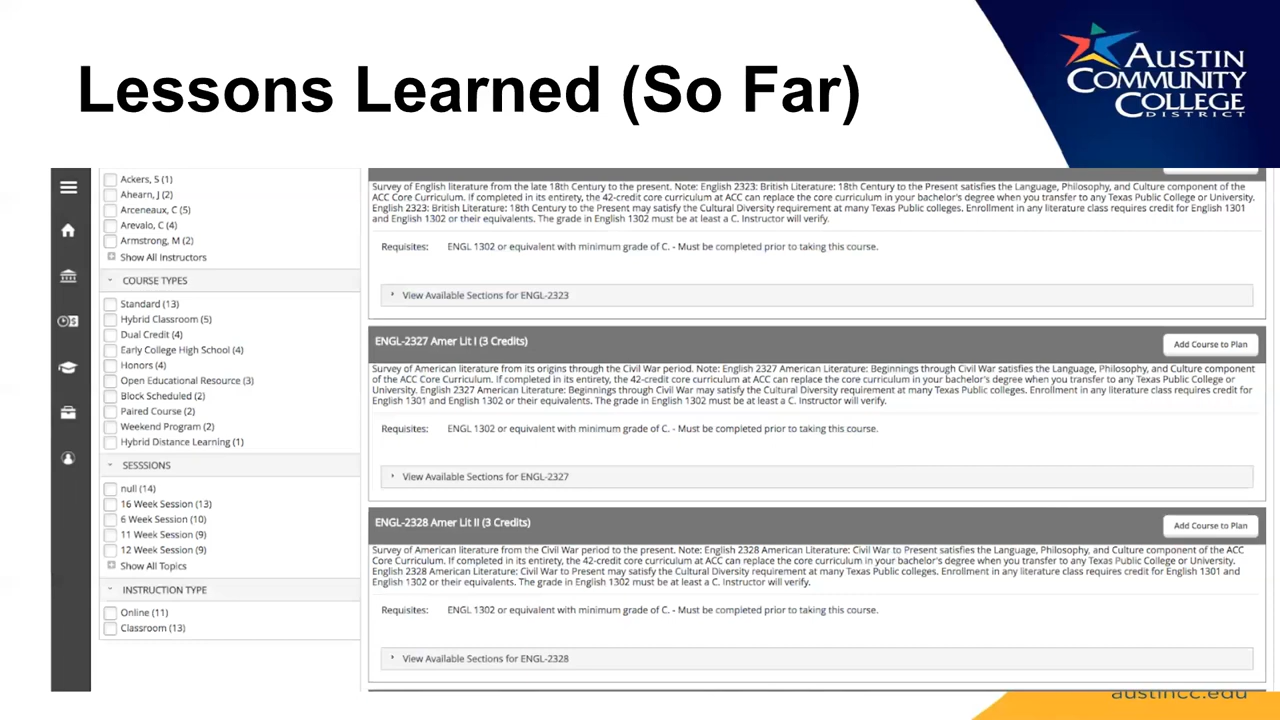 Lessons Learned (So Far)
AUSTIN
COMMUNITY
COLLEGE
DISTRICT
Ackers, S (1)
Ahearn, J (2)
Arceneaux, C (5)
Arevalo, C (4)
Armstrong, M (2)
Show All Instructors
COURSE TYPES
Standard (13)
Hybrid Classroom (5)
Dual Credit (4)
Early College High School (4)
Honors (4)
Open Educational Resource (3)
Block Scheduled (2)
Paired Course (2)
Weekend Program (2)
Hybrid Distance Learning (1)
SESSSIONS
null (14)
16 Week Session (13)
6 Week Session (10)
11 Week Session (9)
12 Week Session (9)
Show All Topics
INSTRUCTION TYPE
Online (11)
Classroom (13)
Survey of English literature from the late 18th Century to the present. Note: English 2323: British Literature: 18th Century to the Present satisfies the Language, Philosophy, and Culture component of the
ACC Core Curriculum. If completed in its entirety, the 42-credit core curriculum at ACC can replace the core curriculum in your bachelor's degree when you transfer to any Texas Public College or University.
English 2323: British Literature: 18th Century to the Present may satisfy the Cultural Diversity requirement at many Texas Public colleges. Enrollment in any literature class requires credit for English 1301
and English 1302 or their equivalents. The grade in English 1302 must be at least a C. Instructor will verify.
Requisites: ENGL 1302 or equivalent with minimum grade of C. - Must be completed prior to taking this course.
View Available Sections for ENGL-2323
ENGL-2327 Amer Lit I (3 Credits)
Add Course to Plan
Survey of American literature from its origins through the Civil War period. Note: English 2327 American Literature: Beginnings through Civil War satisfies the Language, Philosophy, and Culture component
of the ACC Core Curriculum. If completed in its entirety, the 42-credit core curriculum at ACC can replace the core curriculum in your bachelor's degree when you transfer to any Texas Public College or
University. English 2327 American Literature: Beginnings through Civil War may satisfy the Cultural Diversity requirement at many Texas Public colleges. Enrollment in any literature class requires credit for
English 1301 and English 1302 or their equivalents. The grade in English 1302 must be at least a C. Instructor will verify.
Requisites: ENGL 1302 or equivalent with minimum grade of C. - Must be completed prior to taking this course.
View Available Sections for ENGL-2327
ENGL-2328 Amer Lit II (3 Credits)
Add Course to Plan
Survey of American literature from the Civil War period to the present. Note: English 2328 American Literature: Civil War to Present satisfies the Language, Philosophy, and Culture component of the ACC
Core Curriculum. If completed in its entirety, the 42-credit core curriculum at ACC can replace the core curriculum in your bachelor's degree when you transfer to any Texas Public College or University.
English 2328 American Literature: Civil War to Present may satisfy the Cultural Diversity requirement at many Texas Public colleges. Enrollment in any literature class requires credit for English 1301 and
English 1302 or their equivalents. The grade in English 1302 must be at least a C. Instructor will verify.
Requisites: ENGL 1302 or equivalent with minimum grade of C. - Must be completed prior to taking this course.
View Available Sections for ENGL-2328
austincc.edu